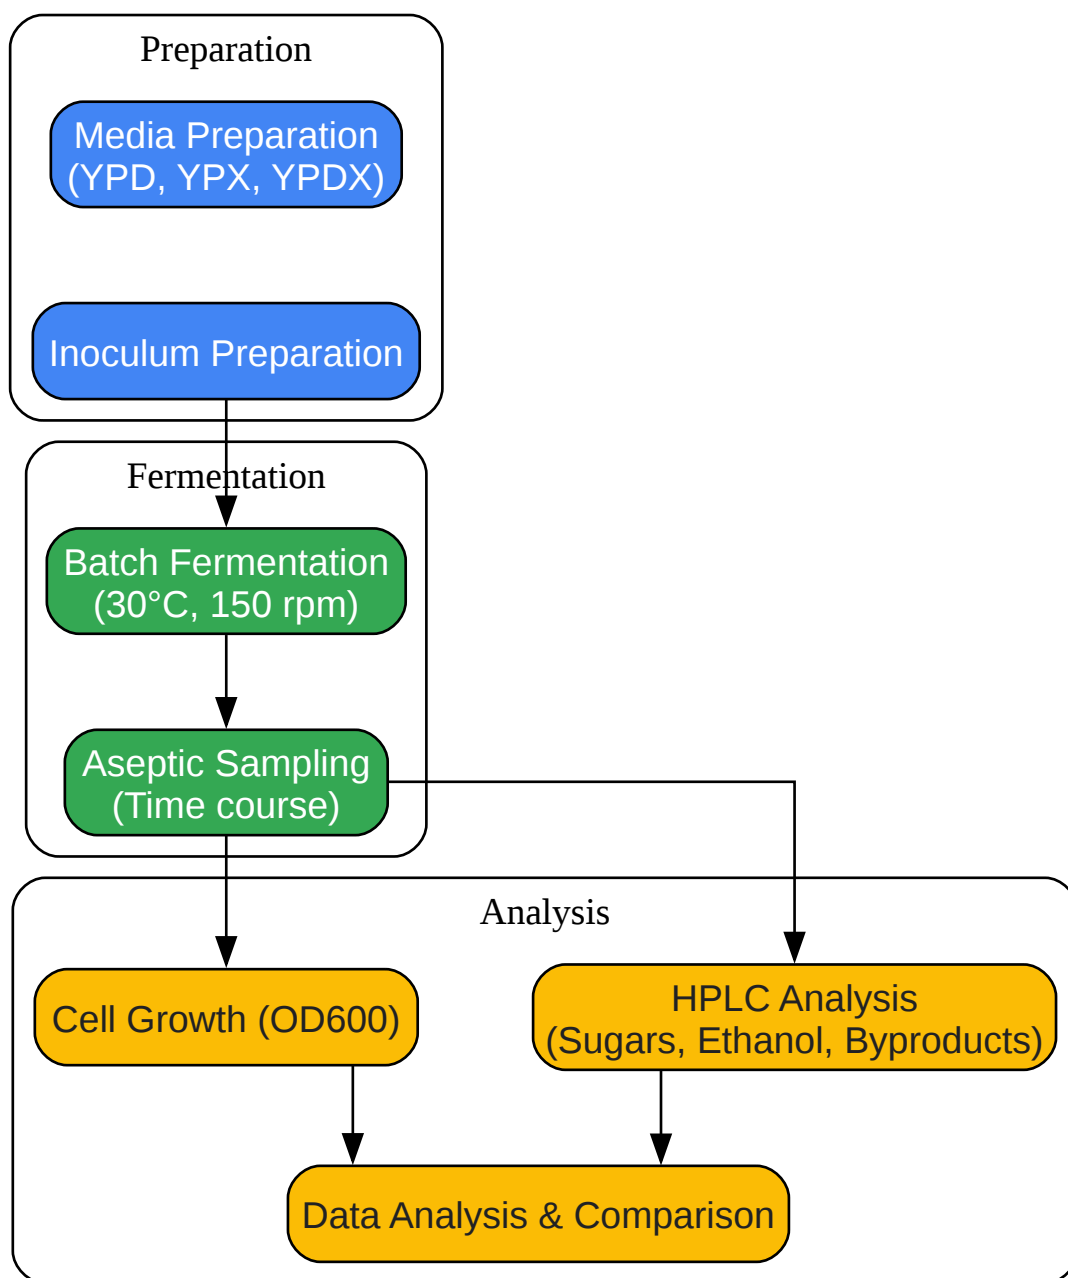 Preparation
Media Preparation
(YPD, YPX, YPDX)
Inoculum Preparation
Fermentation
Batch Fermentation
(30°C, 150 rpm)
Aseptic Sampling
(Time course)
Analysis
Cell Growth (OD600)
HPLC Analysis
(Sugars, Ethanol, Byproducts)
Data Analysis & Comparison